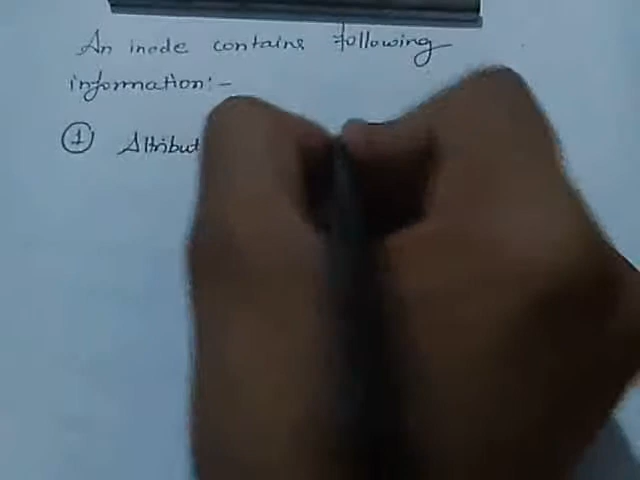 An inode contains following
information:-
① Attribut